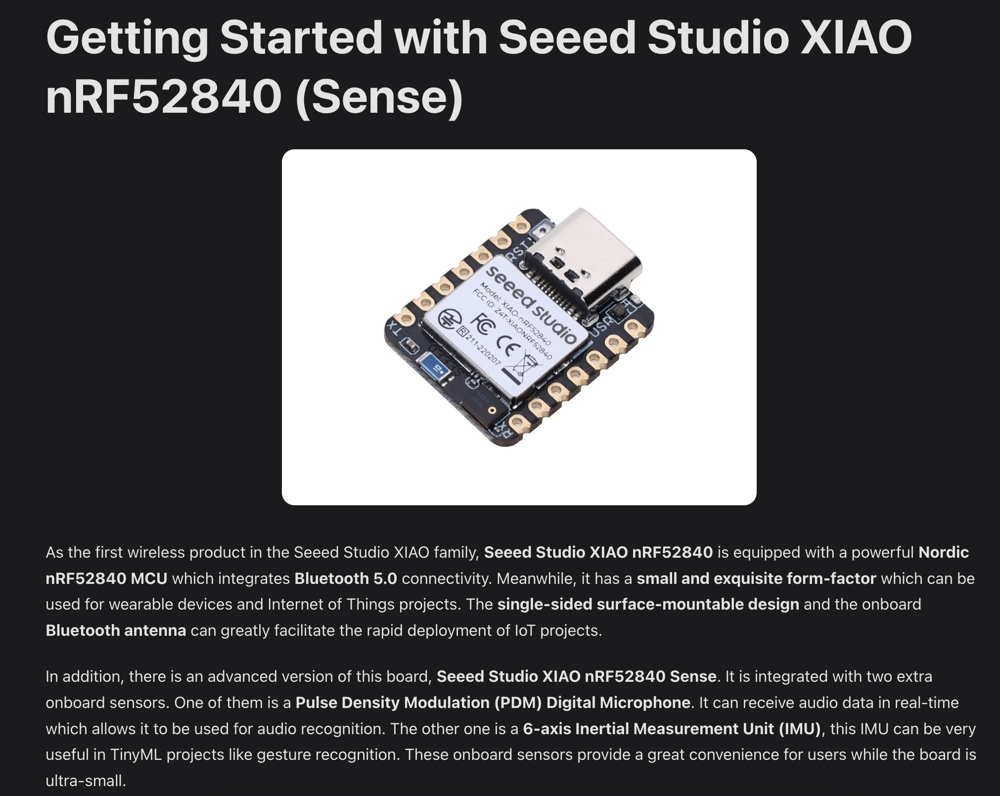 Getting Started with Seeed Studio XIAO
nRF52840 (Sense)
RST
seeed studio
Model: XIAO-nRF52840
FCC ID: Z4T-XIAONRF52840
FC CE
R 211-220207
USR
TX
SEEED
RX
As the first wireless product in the Seeed Studio XIAO family, Seeed Studio XIAO nRF52840 is equipped with a powerful Nordic
nRF52840 MCU which integrates Bluetooth 5.0 connectivity. Meanwhile, it has a small and exquisite form-factor which can be
used for wearable devices and Internet of Things projects. The single-sided surface-mountable design and the onboard
Bluetooth antenna can greatly facilitate the rapid deployment of IoT projects.
In addition, there is an advanced version of this board, Seeed Studio XIAO nRF52840 Sense. It is integrated with two extra
onboard sensors. One of them is a Pulse Density Modulation (PDM) Digital Microphone. It can receive audio data in real-time
which allows it to be used for audio recognition. The other one is a 6-axis Inertial Measurement Unit (IMU), this IMU can be very
useful in TinyML projects like gesture recognition. These onboard sensors provide a great convenience for users while the board is
ultra-small.